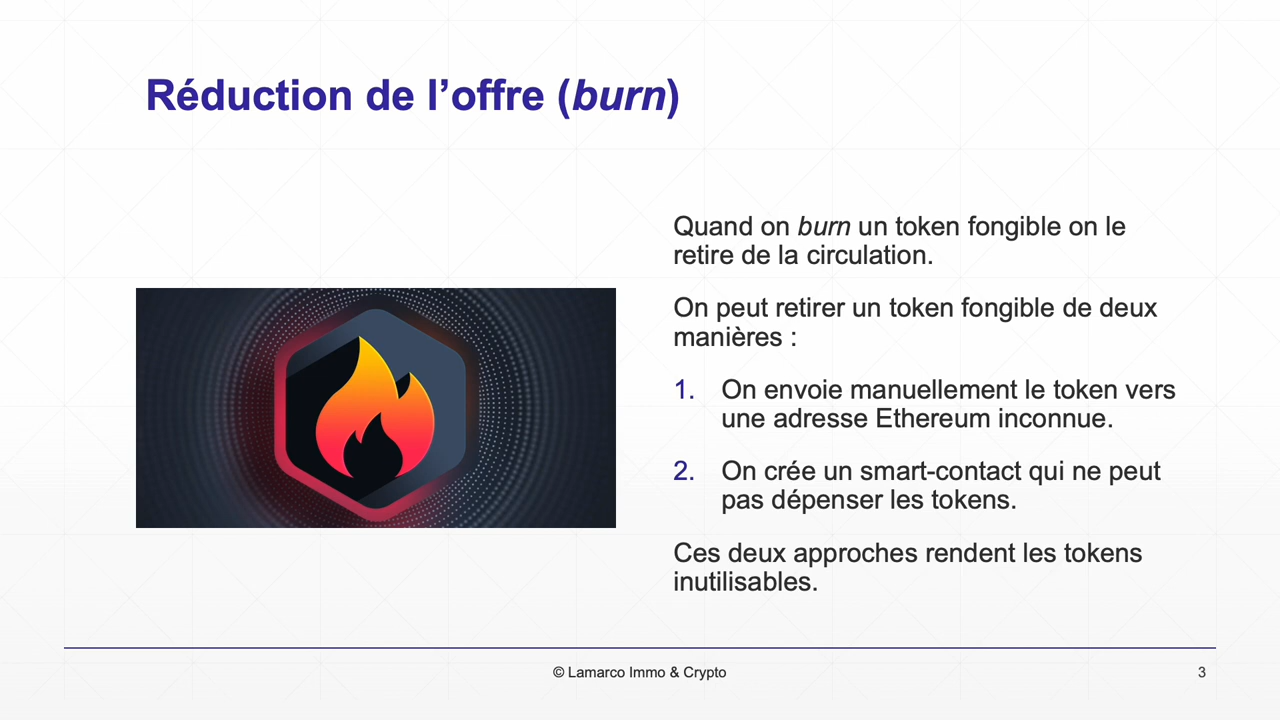 Réduction de l’offre (burn)
Quand on burn un token fongible on le
retire de la circulation.
On peut retirer un token fongible de deux
manières :
1. On envoie manuellement le token vers
une adresse Ethereum inconnue.
2. On crée un smart-contact qui ne peut
pas dépenser les tokens.
Ces deux approches rendent les tokens
inutilisables.
© Lamarco Immo & Crypto
3